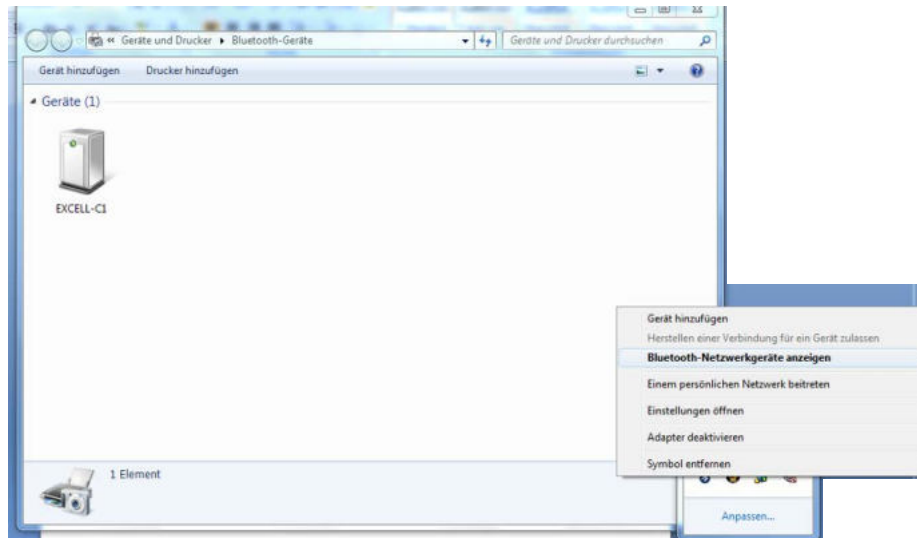 « Geräte und Drucker ▸ Bluetooth-Geräte
Geräte und Drucker durchsuchen
Gerät hinzufügen Drucker hinzufügen
Geräte (1)
EXCELL-C1
Gerät hinzufügen
Herstellen einer Verbindung für ein Gerät zulassen
Bluetooth-Netzwerkgeräte anzeigen
Einem persönlichen Netzwerk beitreten
Einstellungen öffnen
Adapter deaktivieren
Symbol entfernen
1 Element
Anpassen...